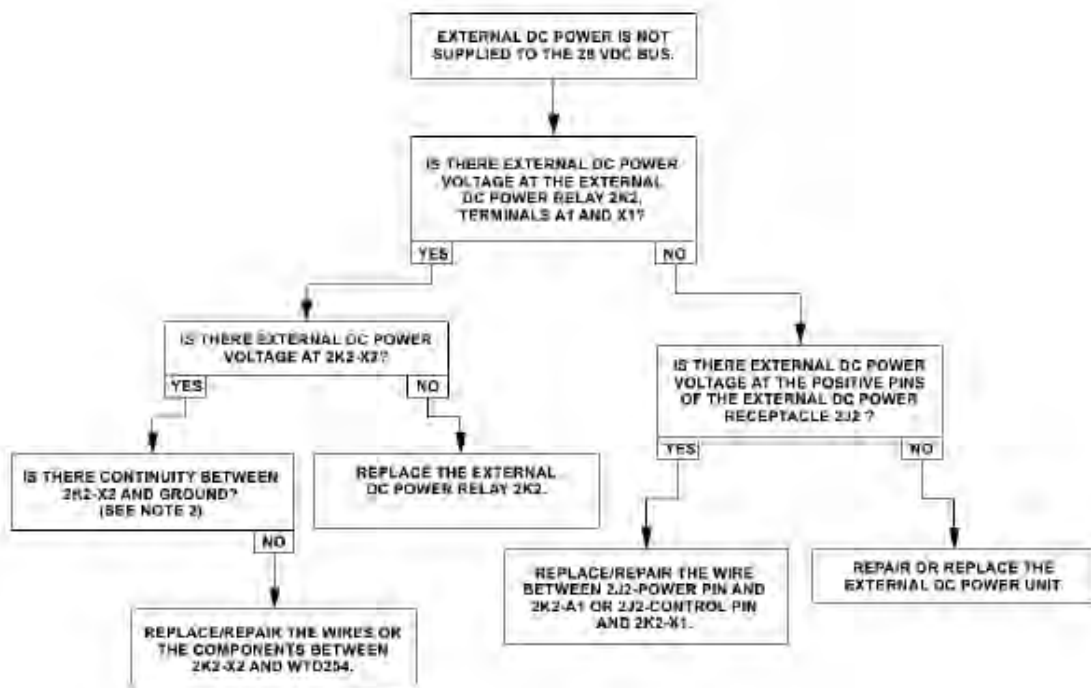 EXTERNAL DC POWER IS NOT
SUPPLIED TO THE 28 VDC BUS.
IS THERE EXTERNAL DC POWER
VOLTAGE AT THE EXTERNAL
DC POWER RELAY 2K2,
TERMINALS A1 AND X1?
YES
NO
IS THERE EXTERNAL DC POWER
VOLTAGE AT 2K2-X2?
YES
NO
IS THERE EXTERNAL DC POWER
VOLTAGE AT THE POSITIVE PINS
OF THE EXTERNAL DC POWER
RECEPTACLE 2J2 ?
YES
NO
IS THERE CONTINUITY BETWEEN
2K2-X2 AND GROUND?
(SEE NOTE 2)
NO
REPLACE THE EXTERNAL
DC POWER RELAY 2K2.
REPLACE/REPAIR THE WIRE
BETWEEN 2J2-POWER PIN AND
2K2-A1 OR 2J2-CONTROL PIN
AND 2K2-X1.
REPAIR OR REPLACE THE
EXTERNAL DC POWER UNIT
REPLACE/REPAIR THE WIRES OR
THE COMPONENTS BETWEEN
2K2-X2 AND WTD254.